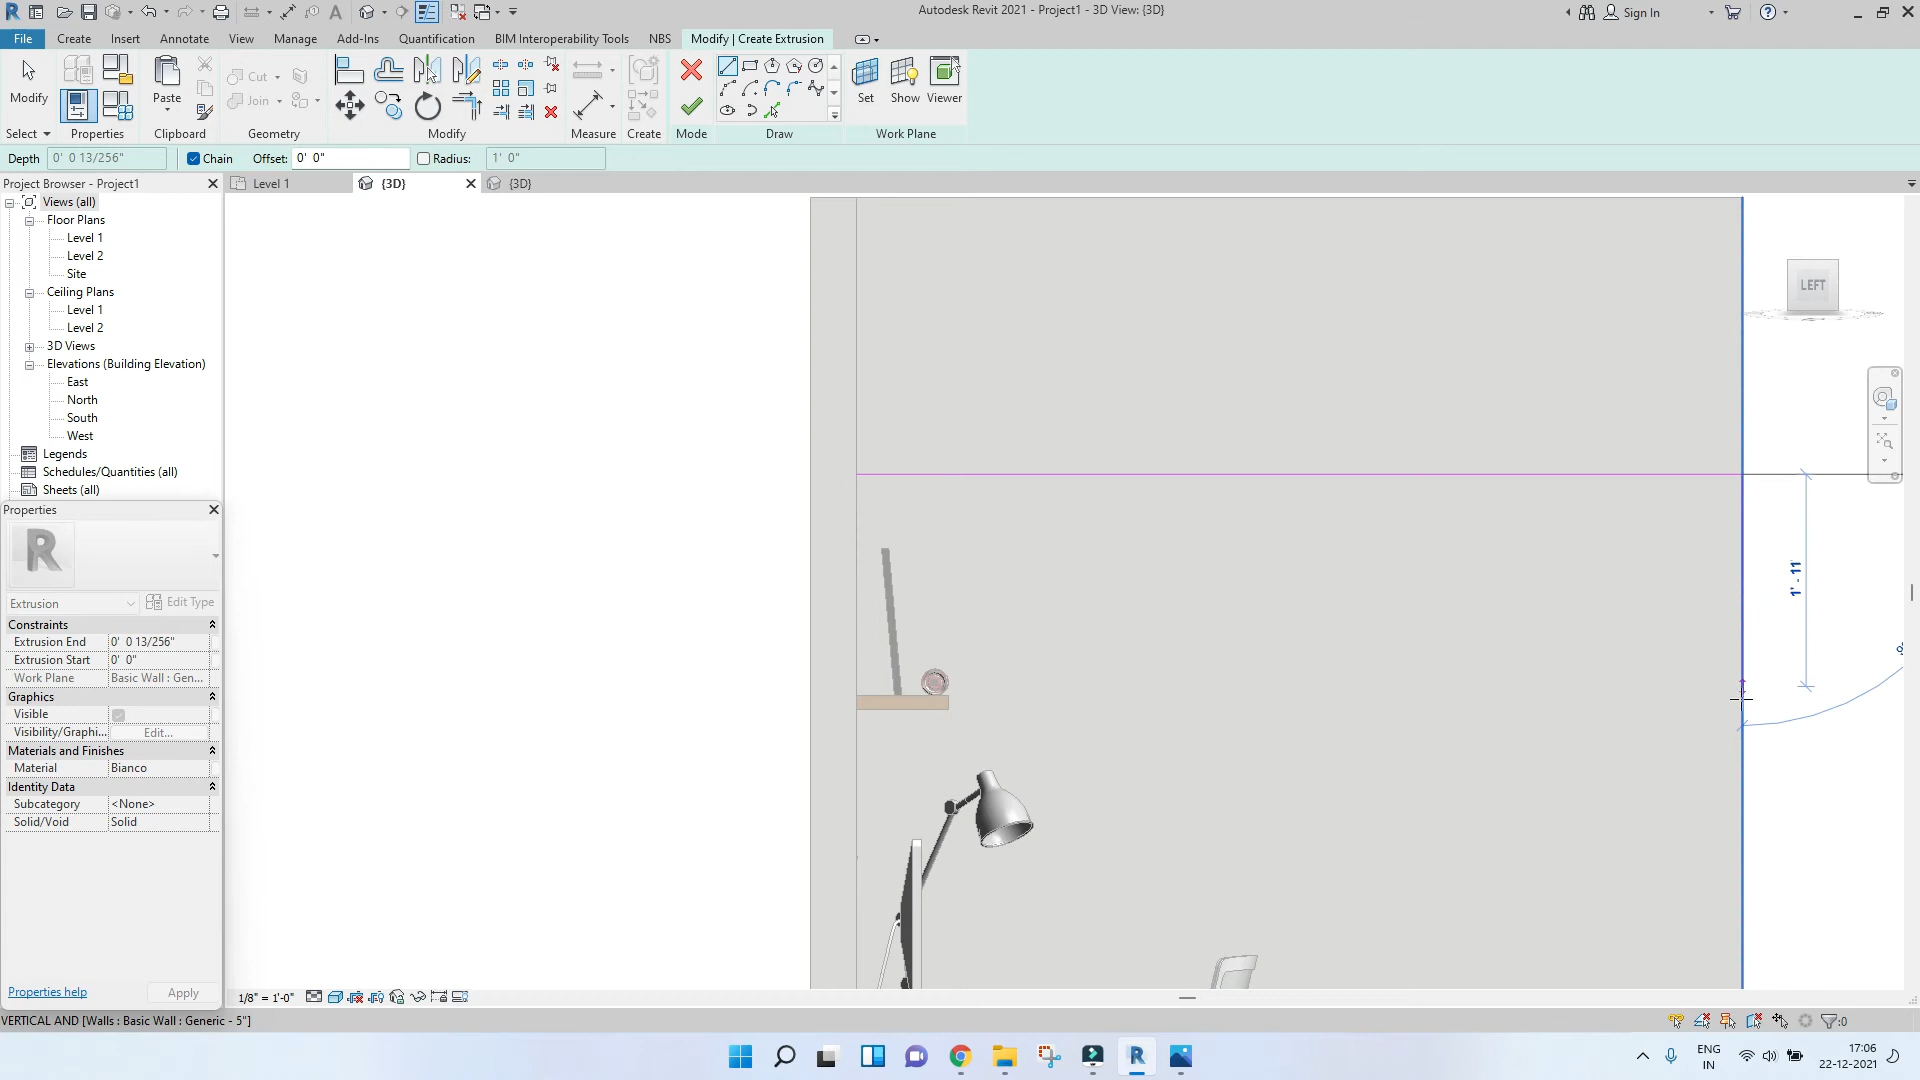 Autodesk Revit 2021 - Project1 - 3D View: {3D}
Sign In
File
Create
Insert
Annotate
View
Manage
Add-Ins
Quantification
BIM Interoperability Tools
NBS
Modify | Create Extrusion
Modify
Paste
Cut
Join
Set
Show
Viewer
Select
Properties
Clipboard
Geometry
Modify
Measure
Create
Mode
Draw
Work Plane
Depth
0' 0 13/256"
Chain
Offset:
0' 0"
Radius:
1' 0"
Project Browser - Project1
Level 1
{3D}
{3D}
Views (all)
Floor Plans
Level 1
Level 2
Site
Ceiling Plans
Level 1
Level 2
3D Views
Elevations (Building Elevation)
East
North
South
West
Legends
Schedules/Quantities (all)
Sheets (all)
LEFT
1' - 11'
Properties
R
Extrusion
Edit Type
Constraints
Extrusion End 0' 0 13/256"
Extrusion Start 0' 0"
Work Plane Basic Wall : Gen...
Graphics
Visible
Visibility/Graphi... Edit...
Materials and Finishes
Material Bianco
Identity Data
Subcategory <None>
Solid/Void Solid
Properties help
Apply
1/8" = 1'-0"
VERTICAL AND [Walls : Basic Wall : Generic - 5"]
:0
ENG
IN
17:06
22-12-2021